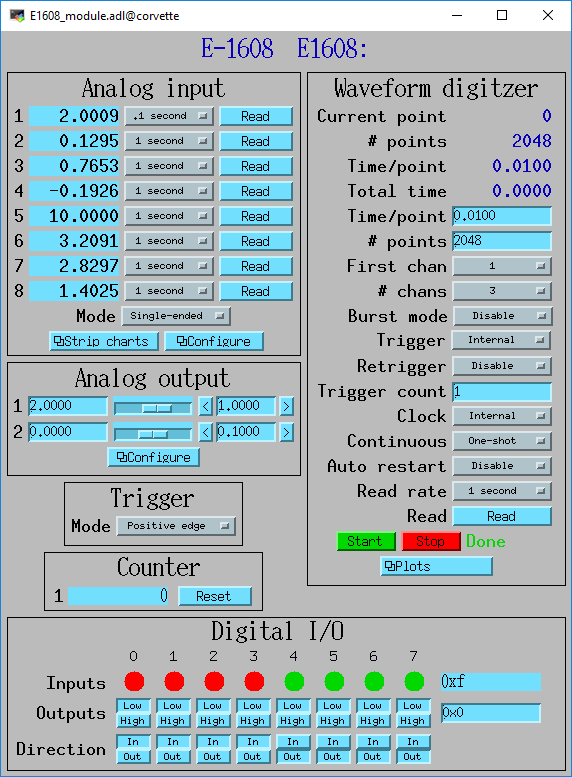 E1608_module.adl@corvette
E-1608 E1608:
Analog input
1 2.0009 .1 second Read
2 0.1295 1 second Read
3 0.7653 1 second Read
4 -0.1926 1 second Read
5 10.0000 1 second Read
6 3.2091 1 second Read
7 2.8297 1 second Read
8 1.4025 1 second Read
Mode Single-ended
Strip charts Configure
Analog output
1 2.0000 < 1.0000 >
2 0.0000 < 0.1000 >
Configure
Trigger
Mode Positive edge
Counter
1 0 Reset
Waveform digitzer
Current point 0
# points 2048
Time/point 0.0100
Total time 0.0000
Time/point 0.0100
# points 2048
First chan 1
# chans 3
Burst mode Disable
Trigger Internal
Retrigger Disable
Trigger count 1
Clock Internal
Continuous One-shot
Auto restart Disable
Read rate 1 second
Read Read
Start Stop Done
Plots
Digital I/O
0 1 2 3 4 5 6 7
Inputs 0xf
Low Low Low Low Low Low Low Low
Outputs 0x0
High High High High High High High High
In In In In In In In In
Direction
Out Out Out Out Out Out Out Out